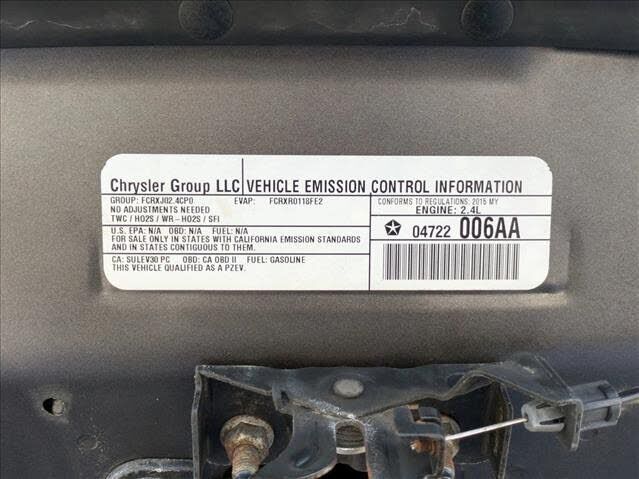 Chrysler Group LLC VEHICLE EMISSION CONTROL INFORMATION
GROUP: FCRXJ02.4CP0 EVAP: FCRXR0118FE2
NO ADJUSTMENTS NEEDED
TWC / HO2S / WR-HO2S / SFI
U.S. EPA: N/A OBD: N/A FUEL: N/A
FOR SALE ONLY IN STATES WITH CALIFORNIA EMISSION STANDARDS
AND IN STATES CONTIGUOUS TO THEM
CA: SULEV30 PC OBD: CA OBD II FUEL: GASOLINE
THIS VEHICLE QUALIFIED AS A PZEV.
CONFORMS TO REGULATIONS: 2015 MY
ENGINE: 2.4L
04722 006AA